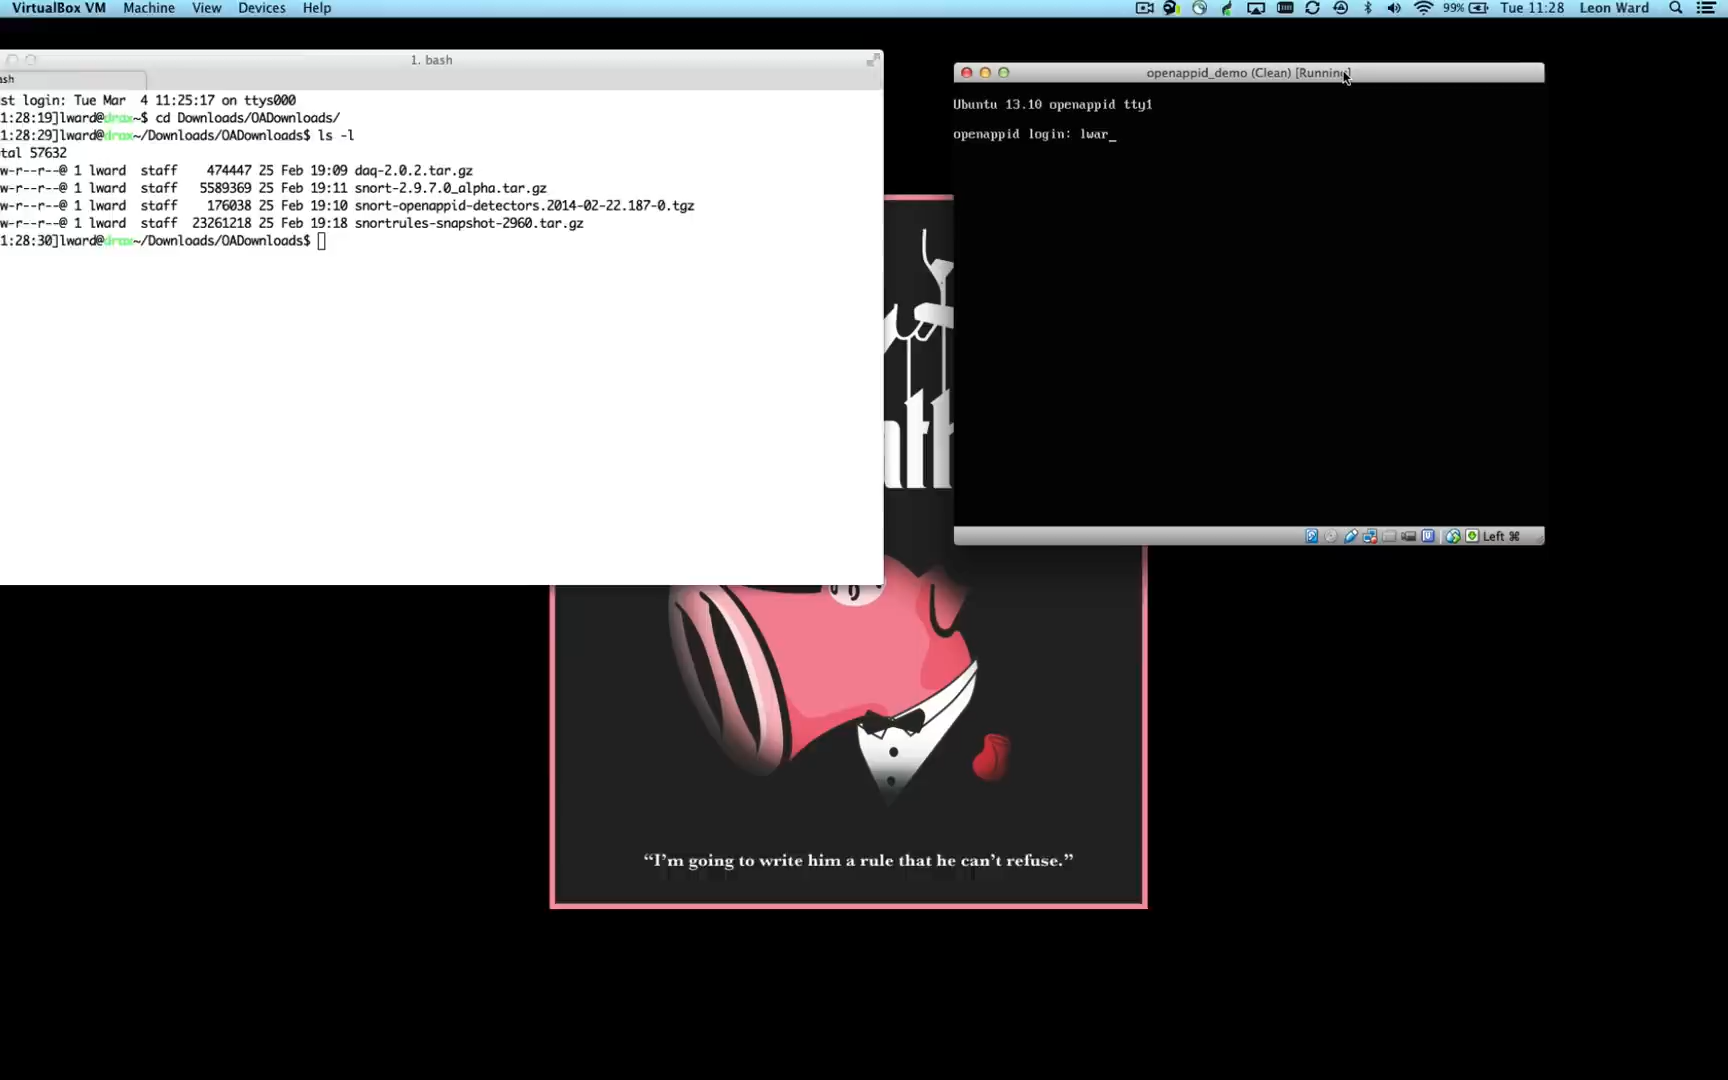 VirtualBox VM Machine View Devices Help 99% Tue 11:28 Leon Ward
1. bash
ash
st login: Tue Mar  4 11:25:17 on ttys000
1:28:19]lward@drax~$ cd Downloads/OADownloads/
1:28:29]lward@drax~/Downloads/OADownloads$ ls -l
tal 57632
w-r--r--@ 1 lward  staff    474447 25 Feb 19:09 daq-2.0.2.tar.gz
w-r--r--@ 1 lward  staff   5589369 25 Feb 19:11 snort-2.9.7.0_alpha.tar.gz
w-r--r--@ 1 lward  staff    176038 25 Feb 19:10 snort-openappid-detectors.2014-02-22.187-0.tgz
w-r--r--@ 1 lward  staff  23261218 25 Feb 19:18 snortrules-snapshot-2960.tar.gz
1:28:30]lward@drax~/Downloads/OADownloads$
openappid_demo (Clean) [Running]
Ubuntu 13.10 openappid tty1
openappid login: lwar_
Left ⌘
“I’m going to write him a rule that he can’t refuse.”